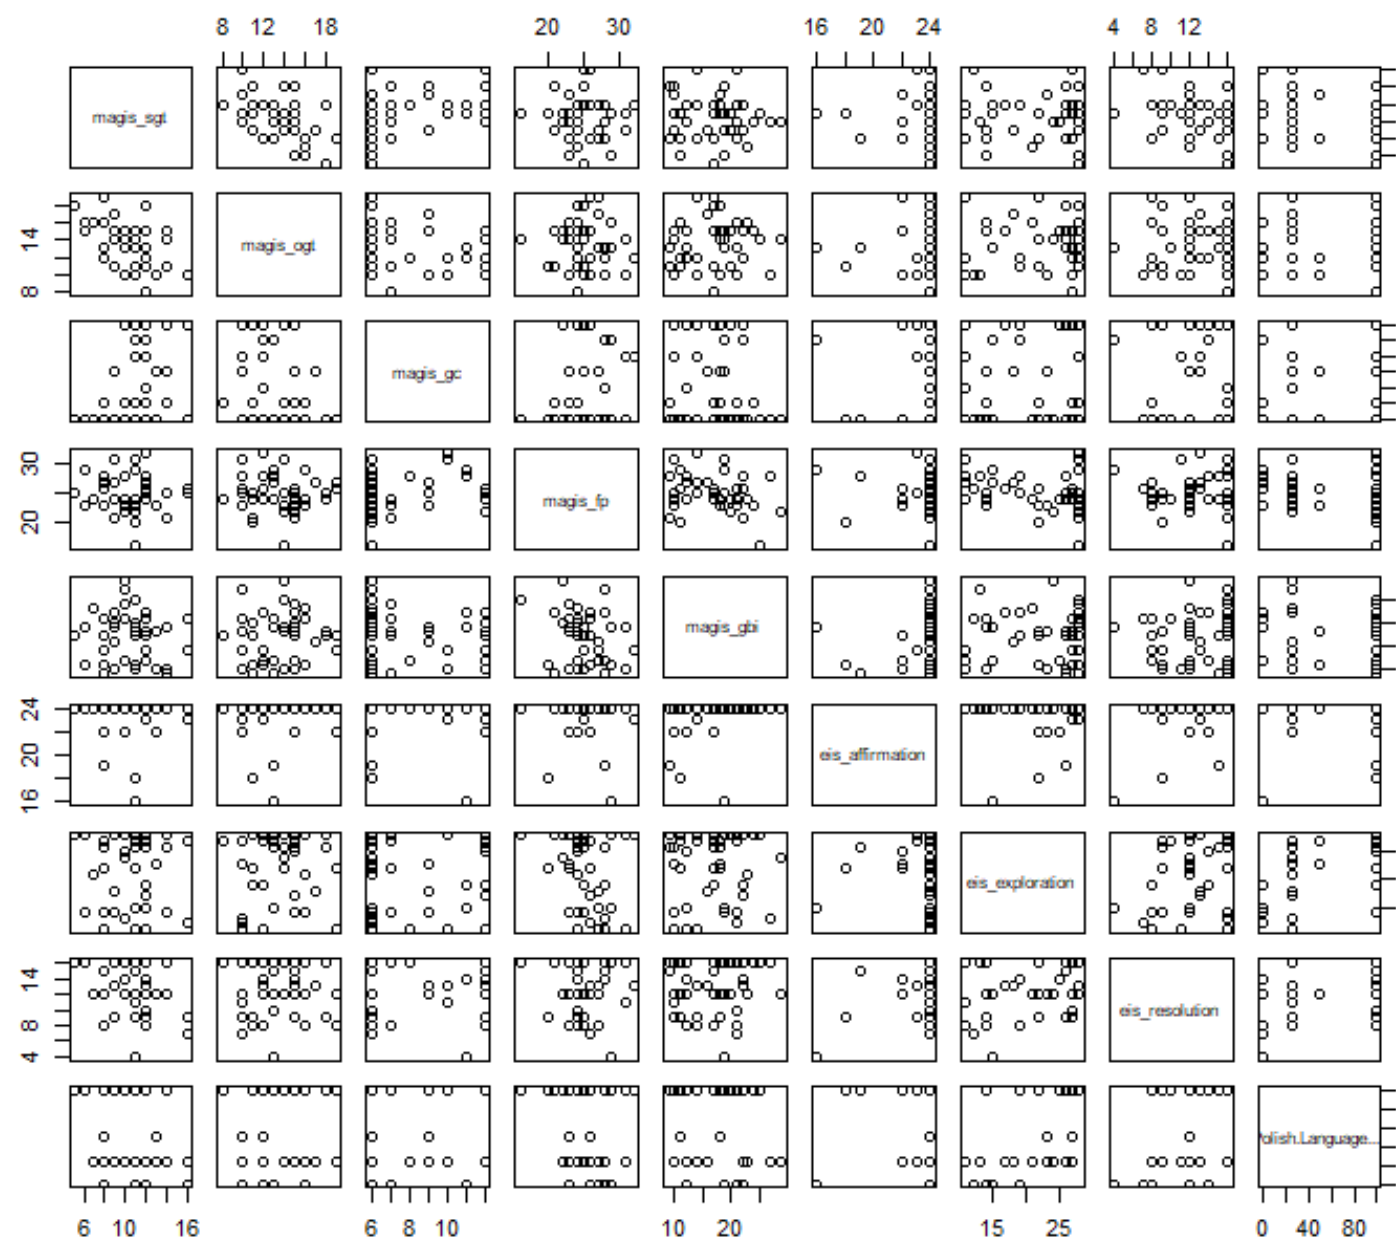 8 12 18 20 30 16 20 24 4 8 12
magis_sgt
8 14 magis_ogt
magis_gc
20 30 magis_fp
magis_gbi
16 20 24 eis_affirmation
eis_exploration
4 8 14 eis_resolution
Polish.Language...
6 10 16 6 8 10 10 20 15 25 0 40 80